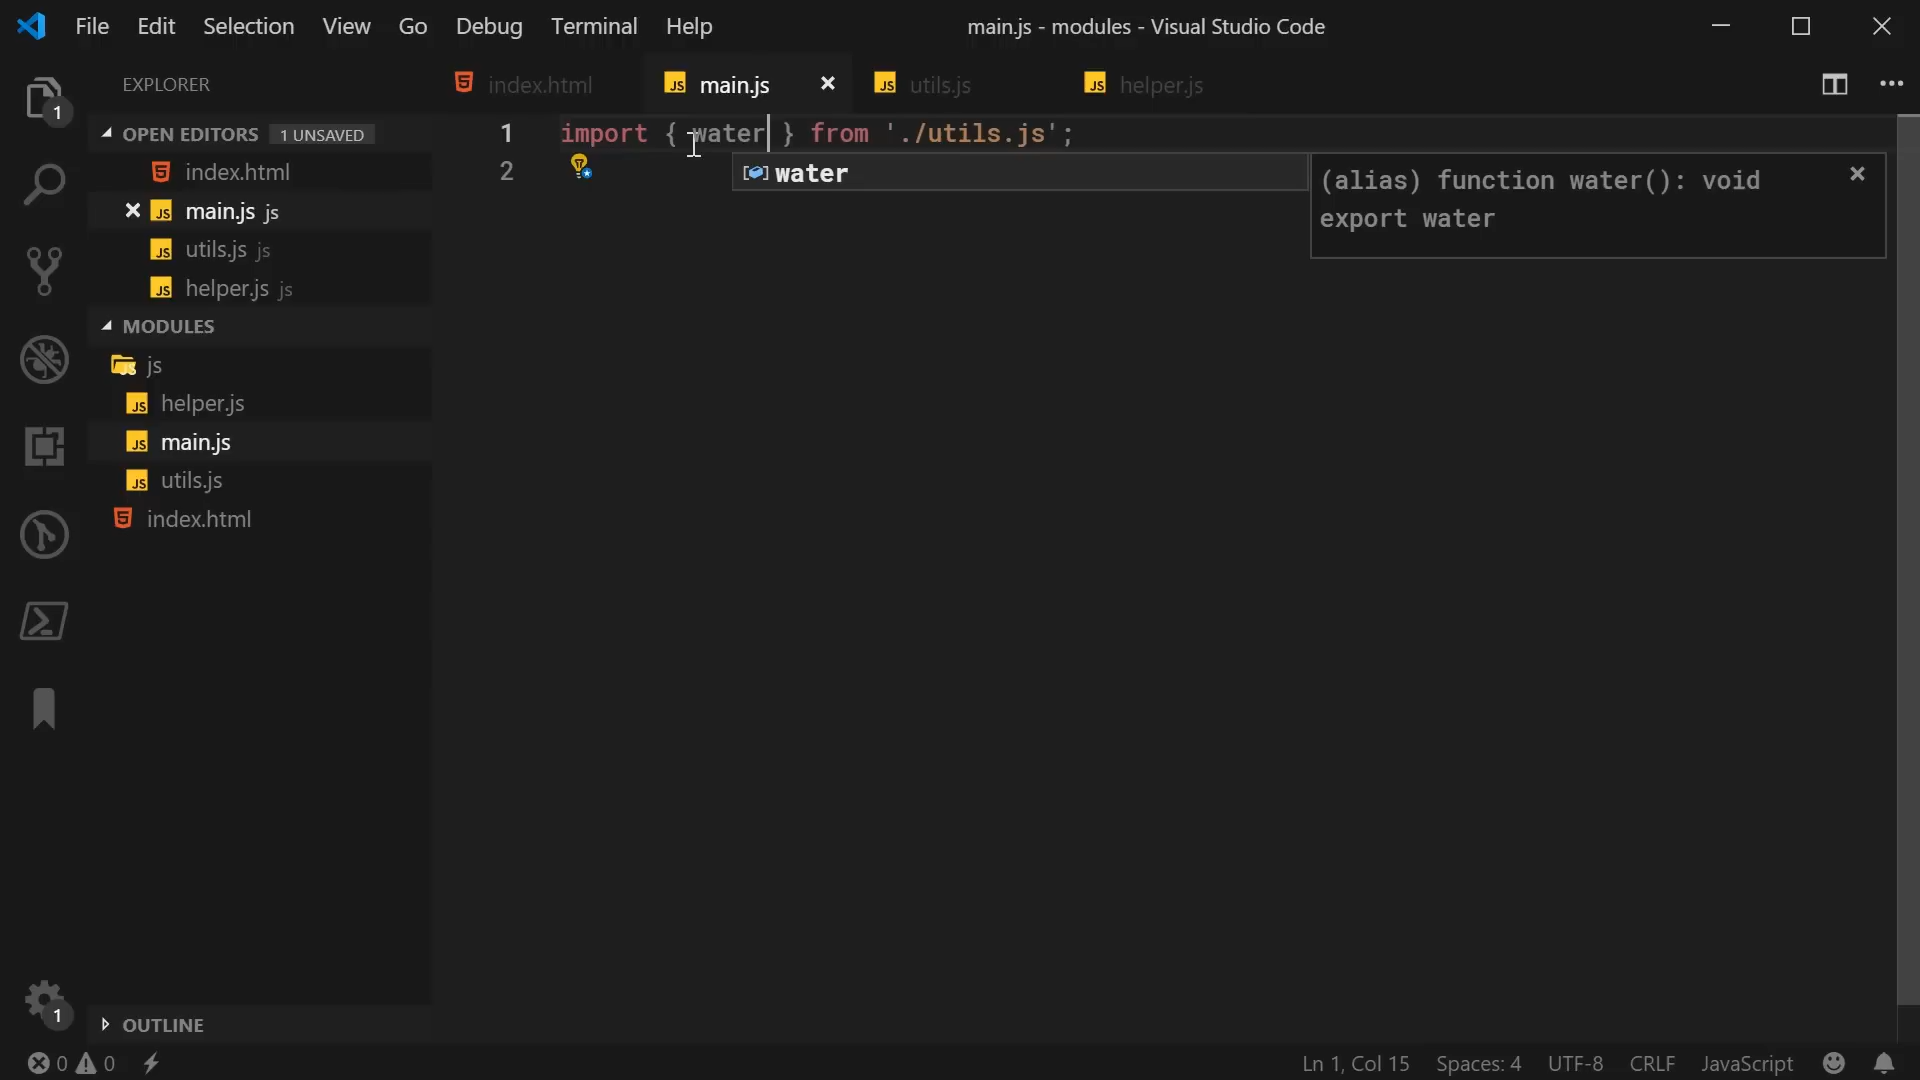 File Edit Selection View Go Debug Terminal Help
main.js - modules - Visual Studio Code
EXPLORER
OPEN EDITORS 1 UNSAVED
index.html
main.js js
utils.js js
helper.js js
MODULES
js
helper.js
main.js
utils.js
index.html
OUTLINE
1
1
index.html main.js utils.js helper.js
1 import { water } from './utils.js';
2
water
(alias) function water(): void
export water
0 0
Ln 1, Col 15 Spaces: 4 UTF-8 CRLF JavaScript